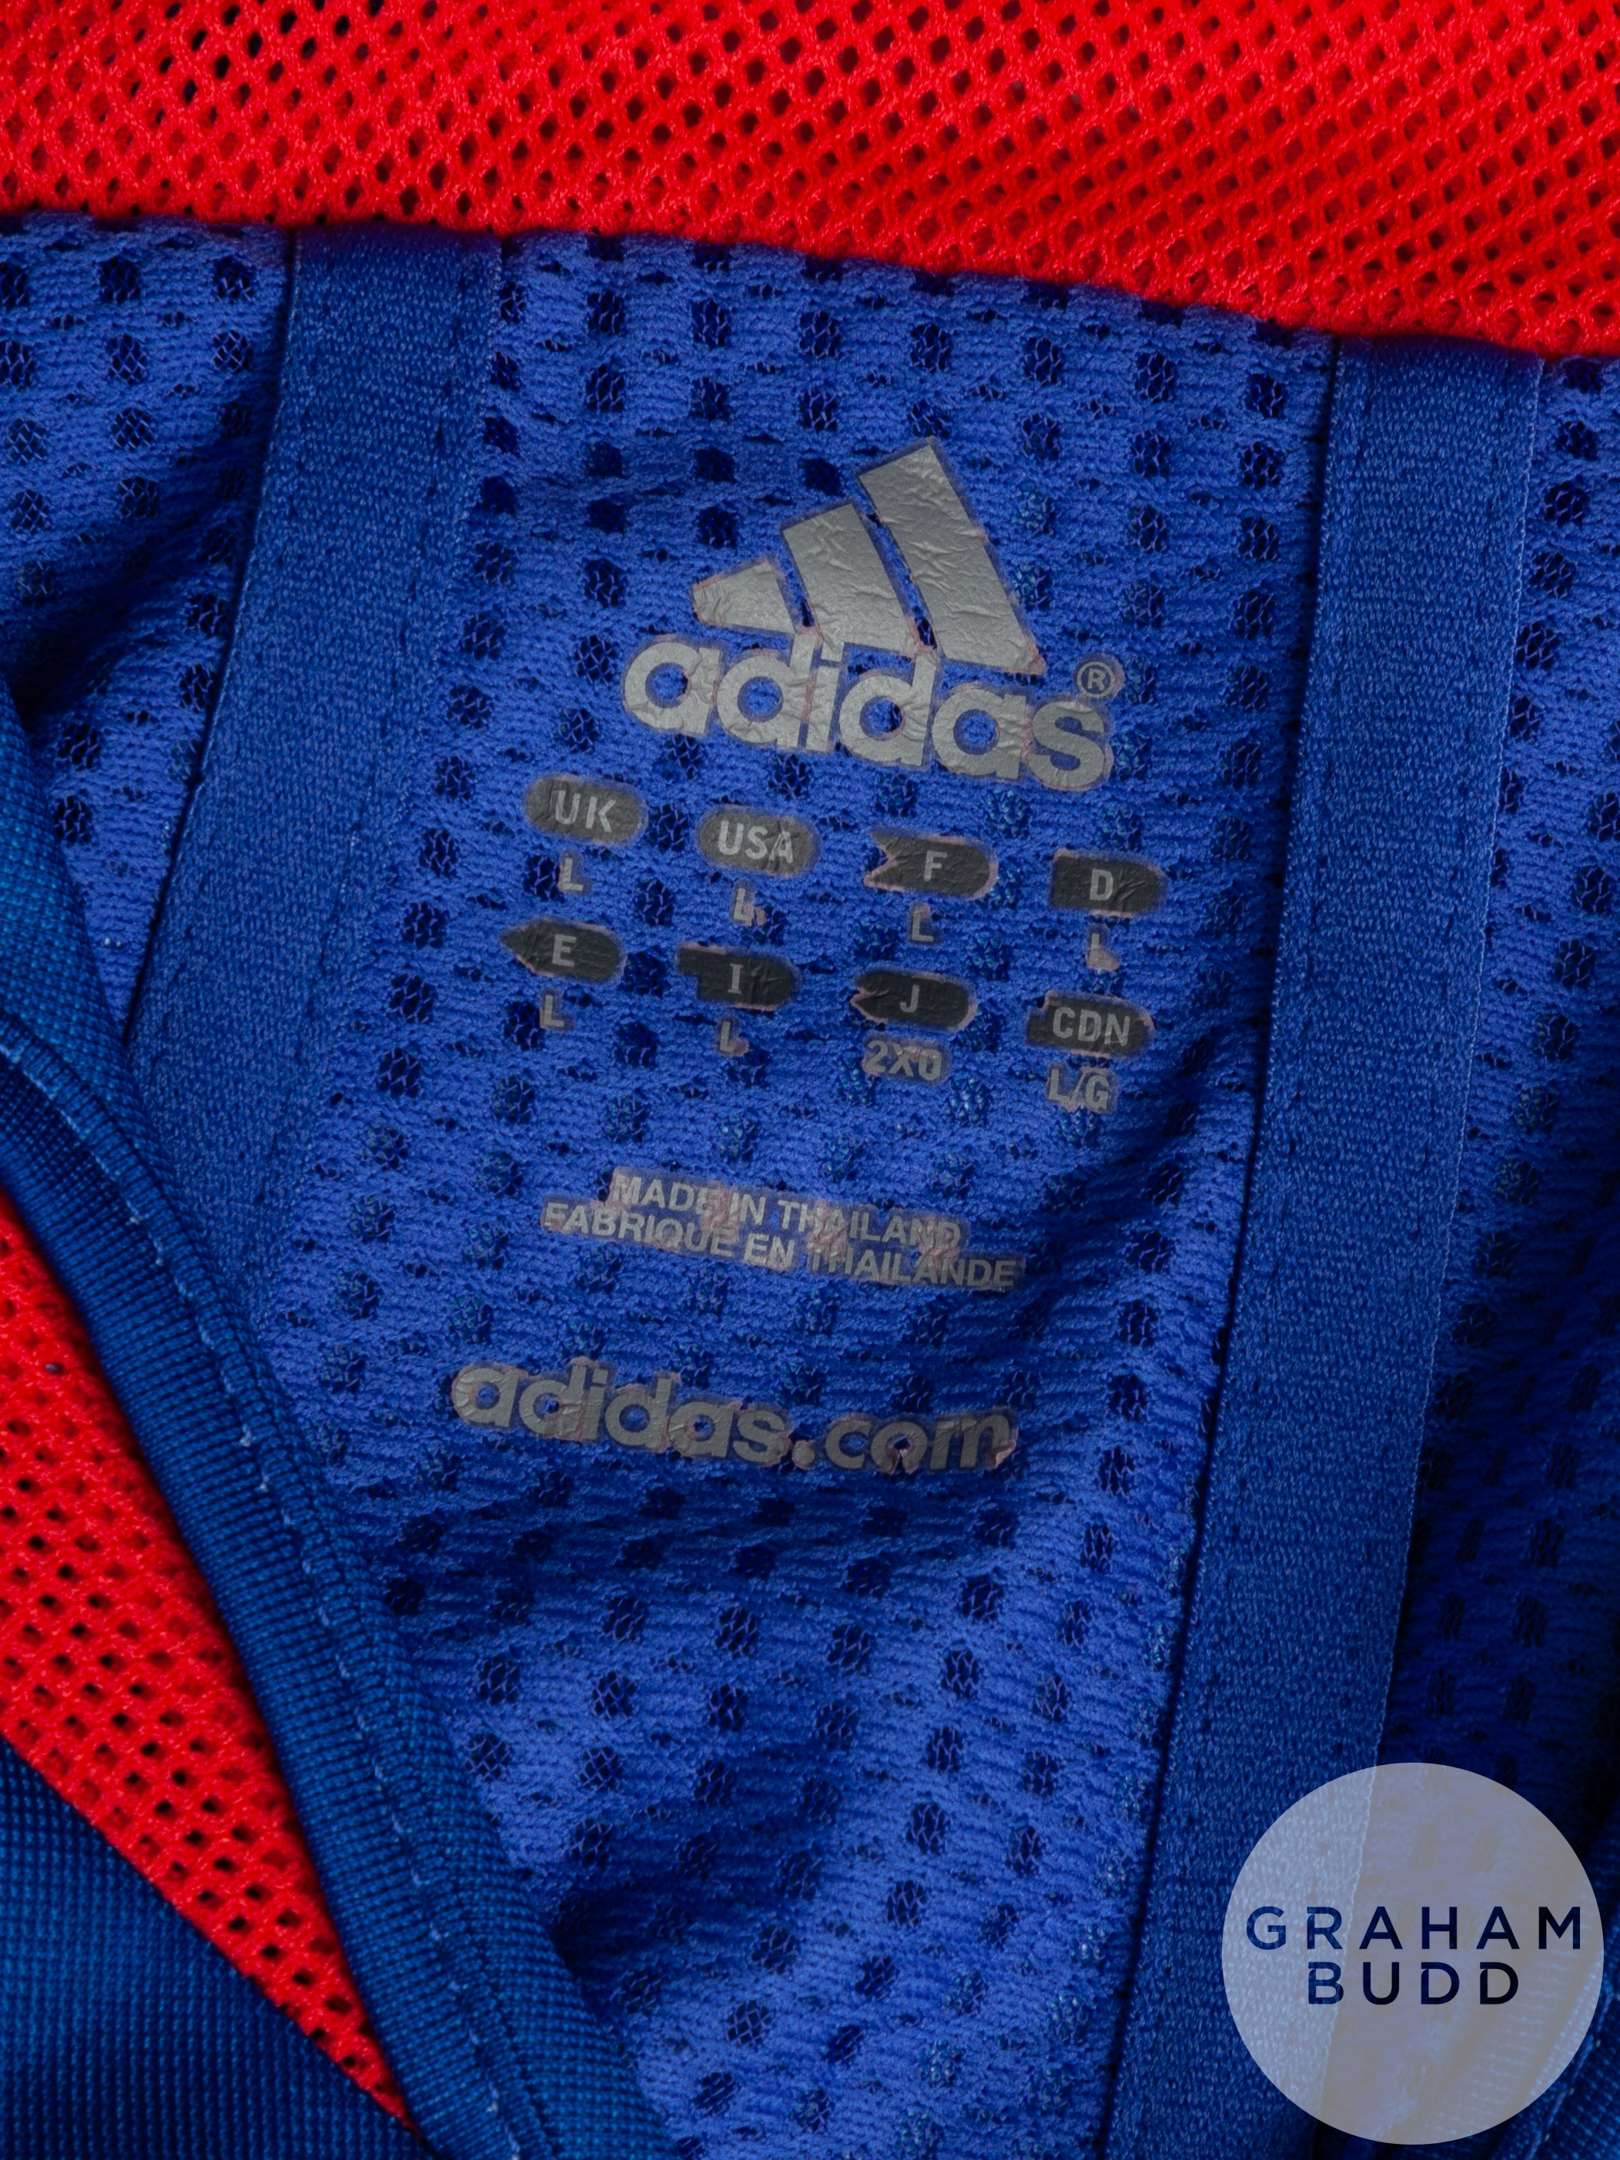 adidas®
UK USA F D
L L L L
E I J CDN
L L 2XO L/G
MADE IN THAILAND
FABRIQUE EN THAILANDE
adidas.com
GRAHAM
BUDD